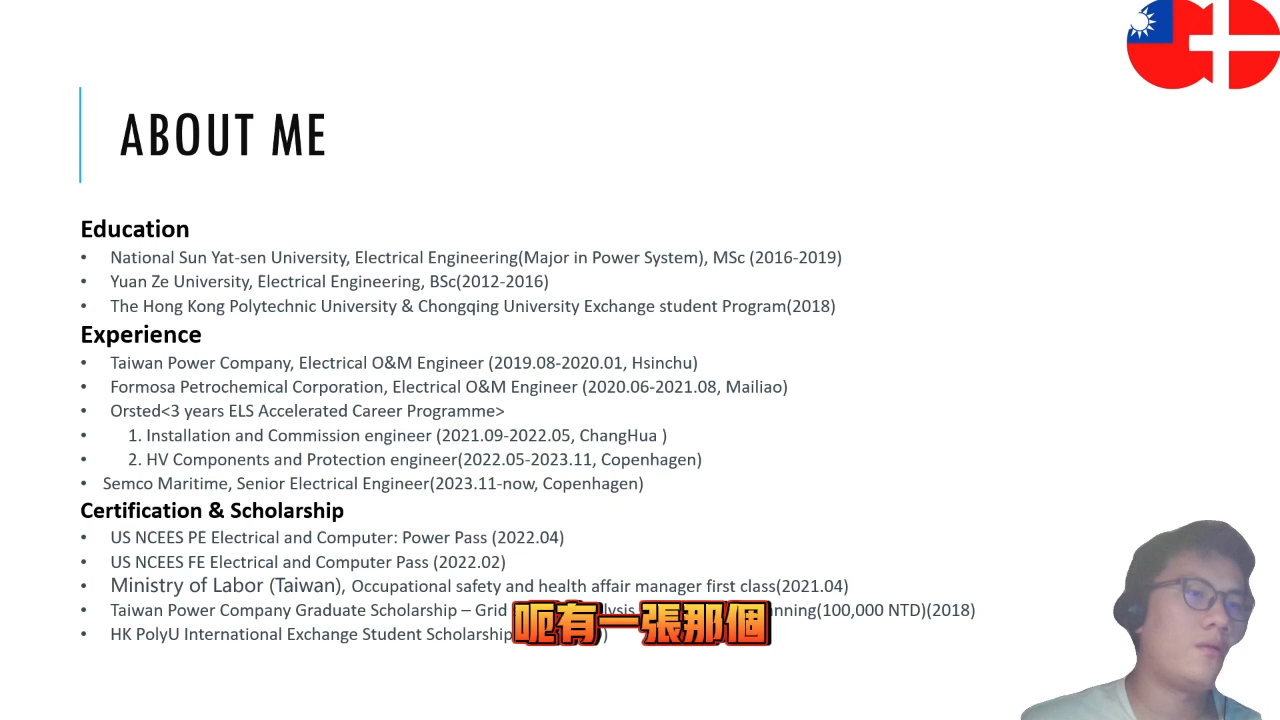 ABOUT ME
Education
• National Sun Yat-sen University, Electrical Engineering(Major in Power System), MSc (2016-2019)
• Yuan Ze University, Electrical Engineering, BSc(2012-2016)
• The Hong Kong Polytechnic University & Chongqing University Exchange student Program(2018)
Experience
• Taiwan Power Company, Electrical O&M Engineer (2019.08-2020.01, Hsinchu)
• Formosa Petrochemical Corporation, Electrical O&M Engineer (2020.06-2021.08, Mailiao)
• Orsted<3 years ELS Accelerated Career Programme>
• 1. Installation and Commission engineer (2021.09-2022.05, ChangHua )
• 2. HV Components and Protection engineer(2022.05-2023.11, Copenhagen)
• Semco Maritime, Senior Electrical Engineer(2023.11-now, Copenhagen)
Certification & Scholarship
• US NCEES PE Electrical and Computer: Power Pass (2022.04)
• US NCEES FE Electrical and Computer Pass (2022.02)
• Ministry of Labor (Taiwan), Occupational safety and health affair manager first class(2021.04)
• Taiwan Power Company Graduate Scholarship – Grid (100,000 NTD)(2018)
• HK PolyU International Exchange Student Scholarship
呃有一張那個